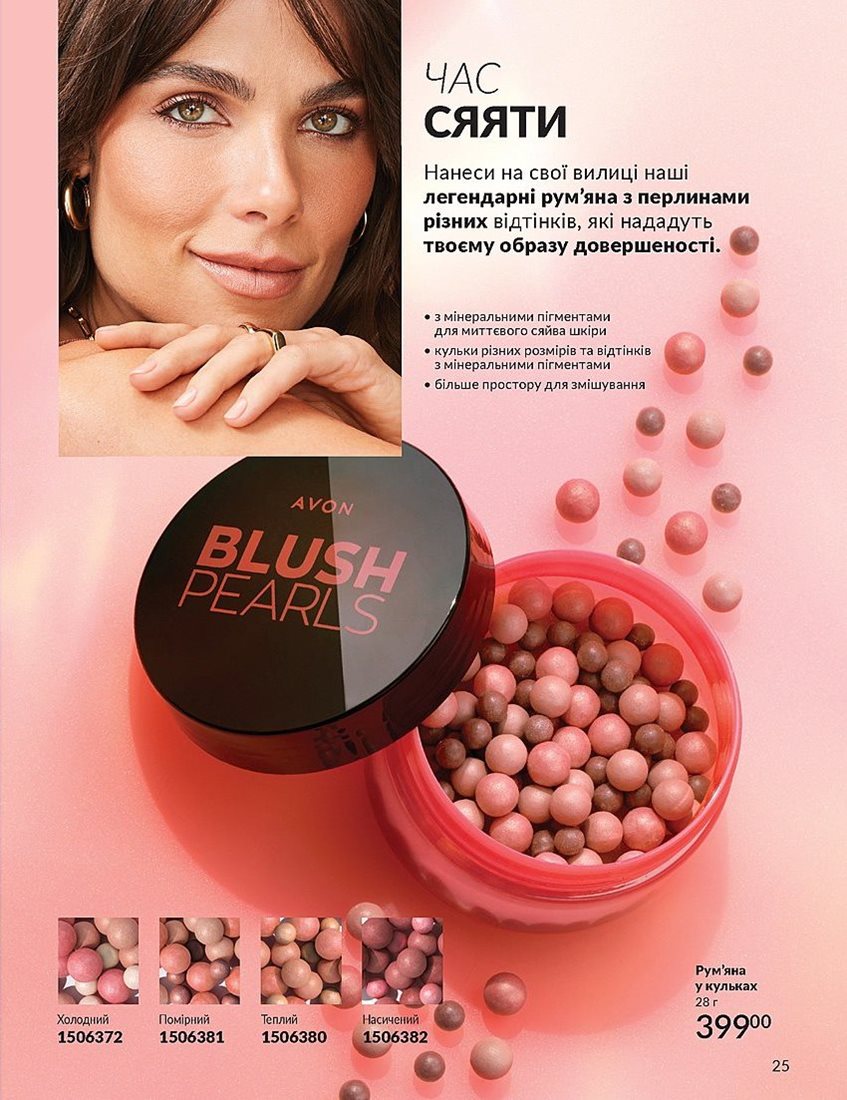 ЧАС
СЯЯТИ
Нанеси на свої вилиці наші
легендарні рум’яна з перлинами
різних відтінків, які нададуть
твоєму образу довершеності.
• з мінеральними пігментами
для миттєвого сяйва шкіри
• кульки різних розмірів та відтінків
з мінеральними пігментами
• більше простору для змішування
AVON
BLUSH
PEARLS
Холодний
1506372
Помірний
1506381
Теплий
1506380
Насичений
1506382
Рум’яна
у кульках
28 г
39900
25